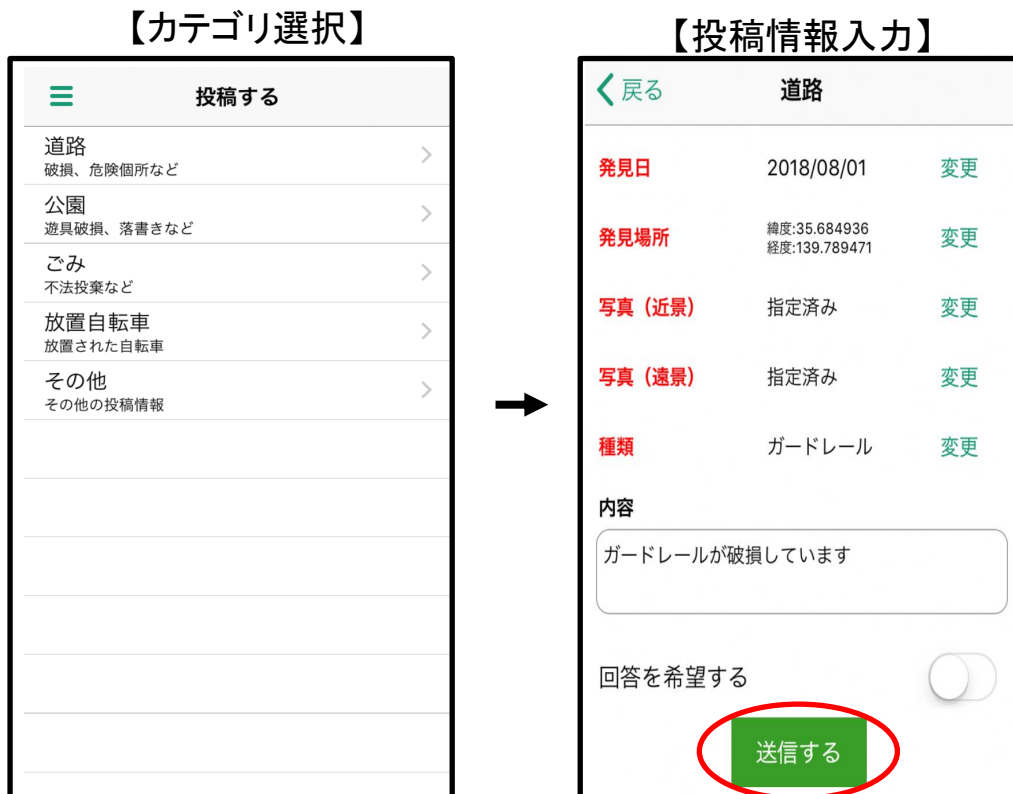 【カテゴリ選択】
投稿する
道路
破損、危険個所など
公園
遊具破損、落書きなど
ごみ
不法投棄など
放置自転車
放置された自転車
その他
その他の投稿情報
【投稿情報入力】
戻る 道路
発見日 2018/08/01 変更
発見場所 緯度:35.684936 経度:139.789471 変更
写真（近景） 指定済み 変更
写真（遠景） 指定済み 変更
種類 ガードレール 変更
内容
ガードレールが破損しています
回答を希望する
送信する